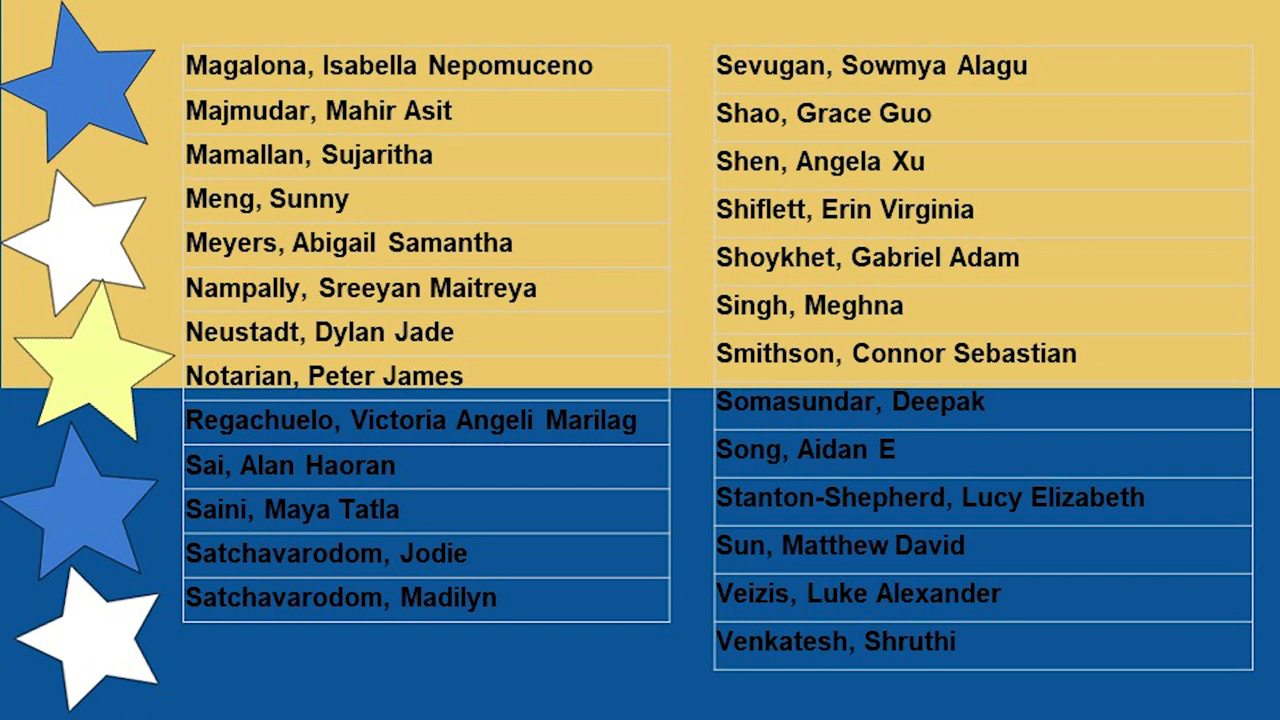 Magalona, Isabella Nepomuceno
Majmudar, Mahir Asit
Mamallan, Sujaritha
Meng, Sunny
Meyers, Abigail Samantha
Nampally, Sreeyan Maitreya
Neustadt, Dylan Jade
Notarian, Peter James
Regachuelo, Victoria Angeli Marilag
Sai, Alan Haoran
Saini, Maya Tatla
Satchavarodom, Jodie
Satchavarodom, Madilyn
Sevugan, Sowmya Alagu
Shao, Grace Guo
Shen, Angela Xu
Shiflett, Erin Virginia
Shoykhet, Gabriel Adam
Singh, Meghna
Smithson, Connor Sebastian
Somasundar, Deepak
Song, Aidan E
Stanton-Shepherd, Lucy Elizabeth
Sun, Matthew David
Veizis, Luke Alexander
Venkatesh, Shruthi